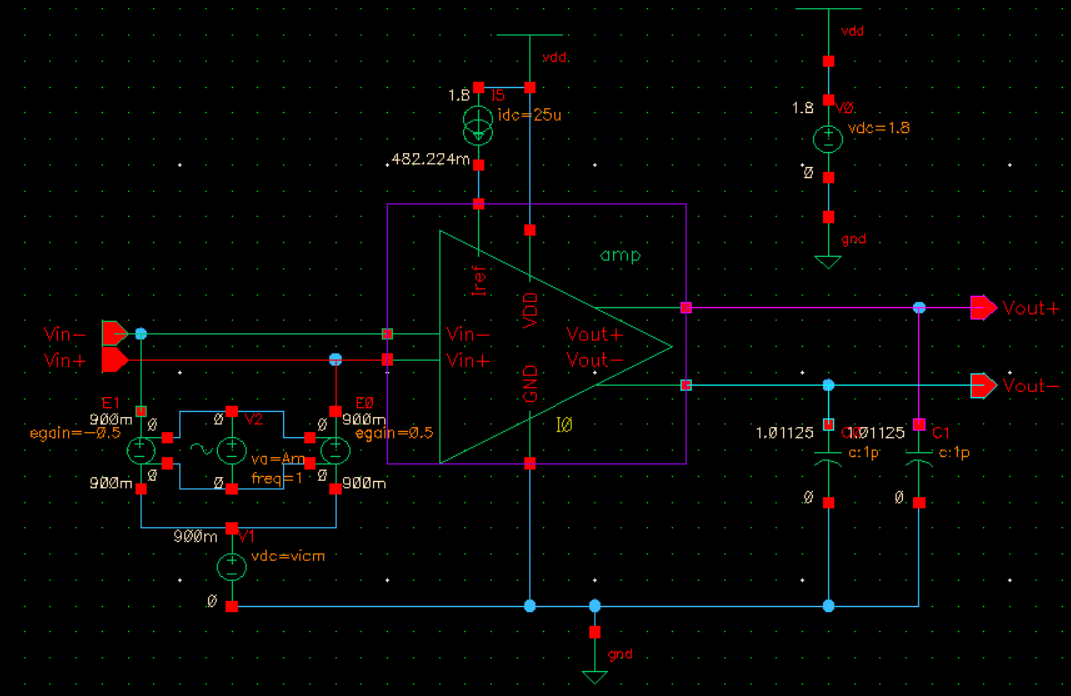 vdd
vdd
1.8 I5
idc=25u
1.8 V0
vdc=1.8
482.224m
0
gnd
amp
Iref
VDD
Vin-
Vin-
Vout+
Vout+
Vin+
Vin+
Vout-
Vout-
GND
I0
E1
900m
0
0
V2
E0
900m
0
egain=-0.5
egain=0.5
1.01125
1.01125
C1
c:1p
c:1p
va=Am
freq=1
0
0
0
900m
900m
0
0
900m
V1
vdc=vicm
0
gnd